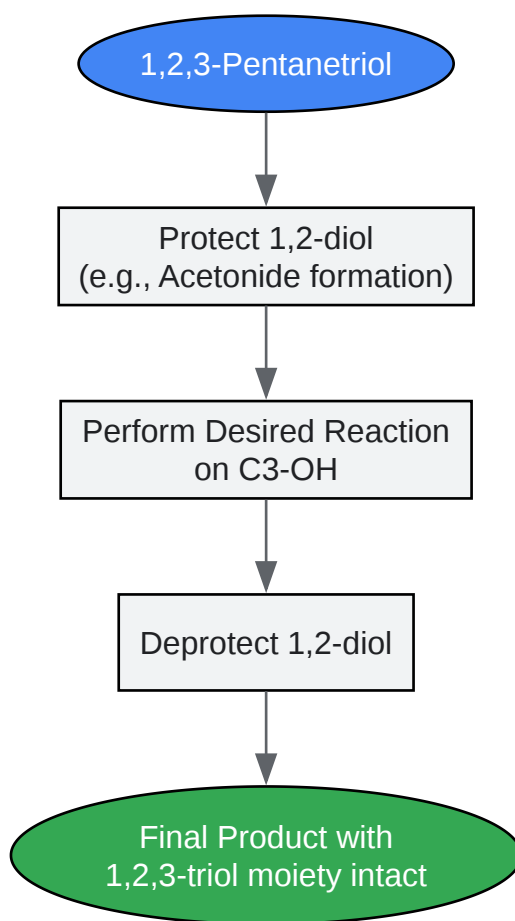 1,2,3-Pentanetriol
Protect 1,2-diol
(e.g., Acetonide formation)
Perform Desired Reaction
on C3-OH
Deprotect 1,2-diol
Final Product with
1,2,3-triol moiety intact